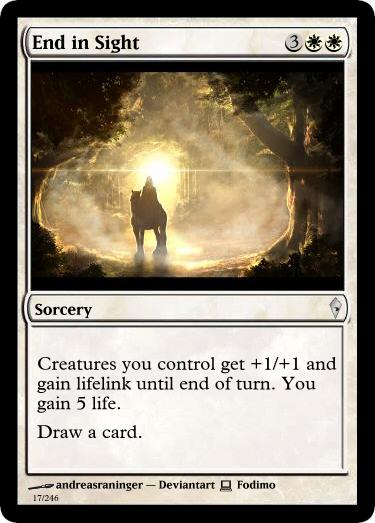 End in Sight 3
Sorcery
Creatures you control get +1/+1 and
gain lifelink until end of turn. You
gain 5 life.
Draw a card.
andreasraninger — Deviantart Fodimo
17/246